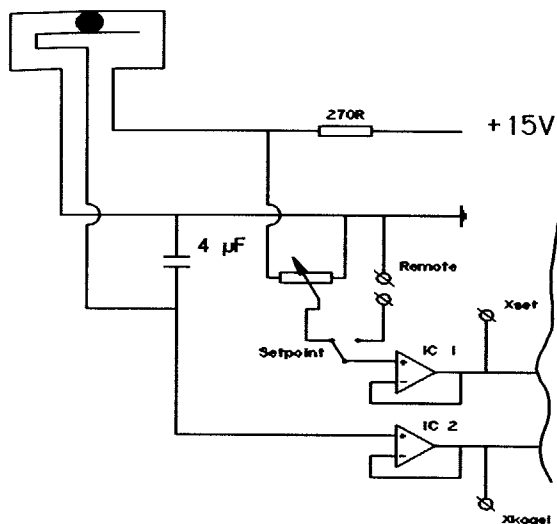 270R
+15V
4 µF
Remote
Xset
Setpoint
IC 1
+
-
IC 2
+
-
Xkogel